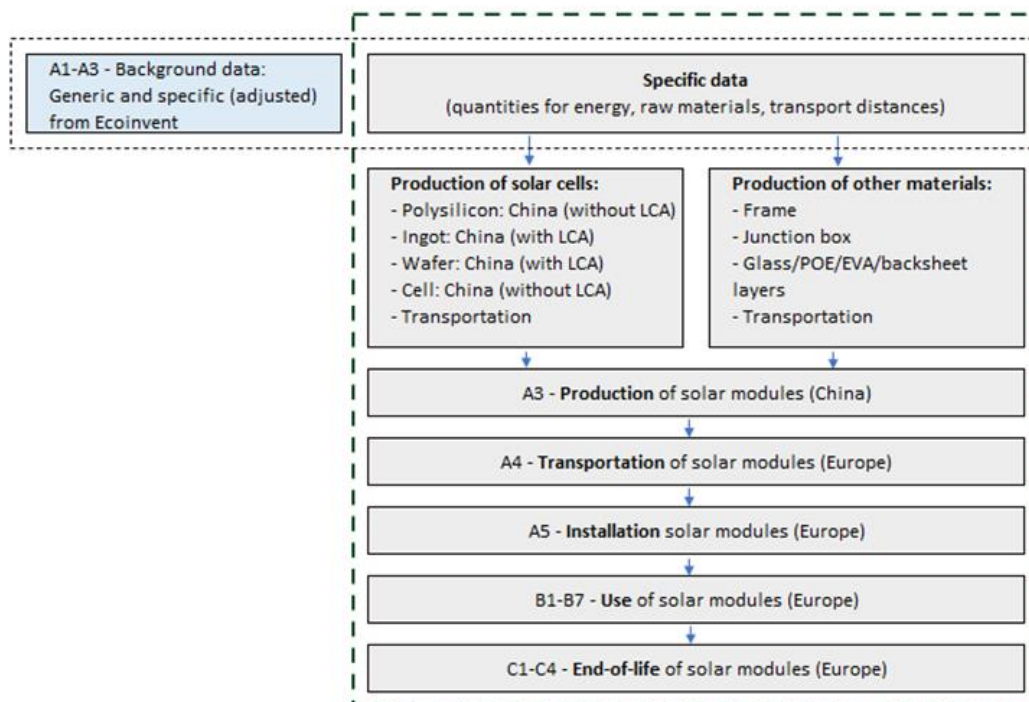 A1-A3 - Background data:
Generic and specific (adjusted)
from Ecoinvent
Specific data
(quantities for energy, raw materials, transport distances)
Production of solar cells:
- Polysilicon: China (without LCA)
- Ingot: China (with LCA)
- Wafer: China (with LCA)
- Cell: China (without LCA)
- Transportation
Production of other materials:
- Frame
- Junction box
- Glass/POE/EVA/backsheet
layers
- Transportation
A3 - Production of solar modules (China)
A4 - Transportation of solar modules (Europe)
A5 - Installation solar modules (Europe)
B1-B7 - Use of solar modules (Europe)
C1-C4 - End-of-life of solar modules (Europe)